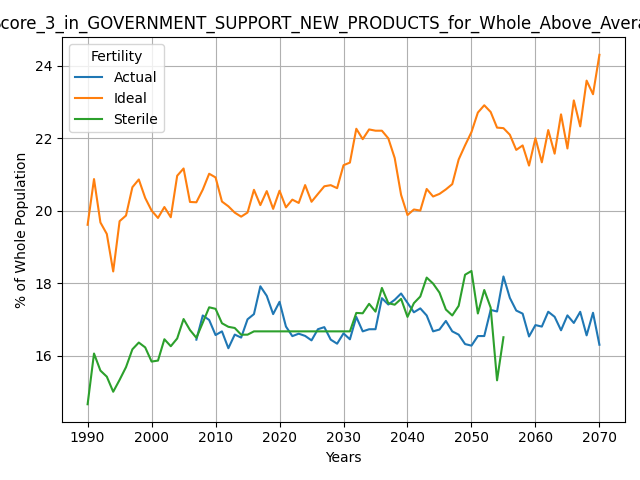 core_3_in_GOVERNMENT_SUPPORT_NEW_PRODUCTS_for_Whole_Above_Avera
Fertility
Actual
Ideal
Sterile
24
22
20
18
16
% of Whole Population
1990 2000 2010 2020 2030 2040 2050 2060 2070
Years